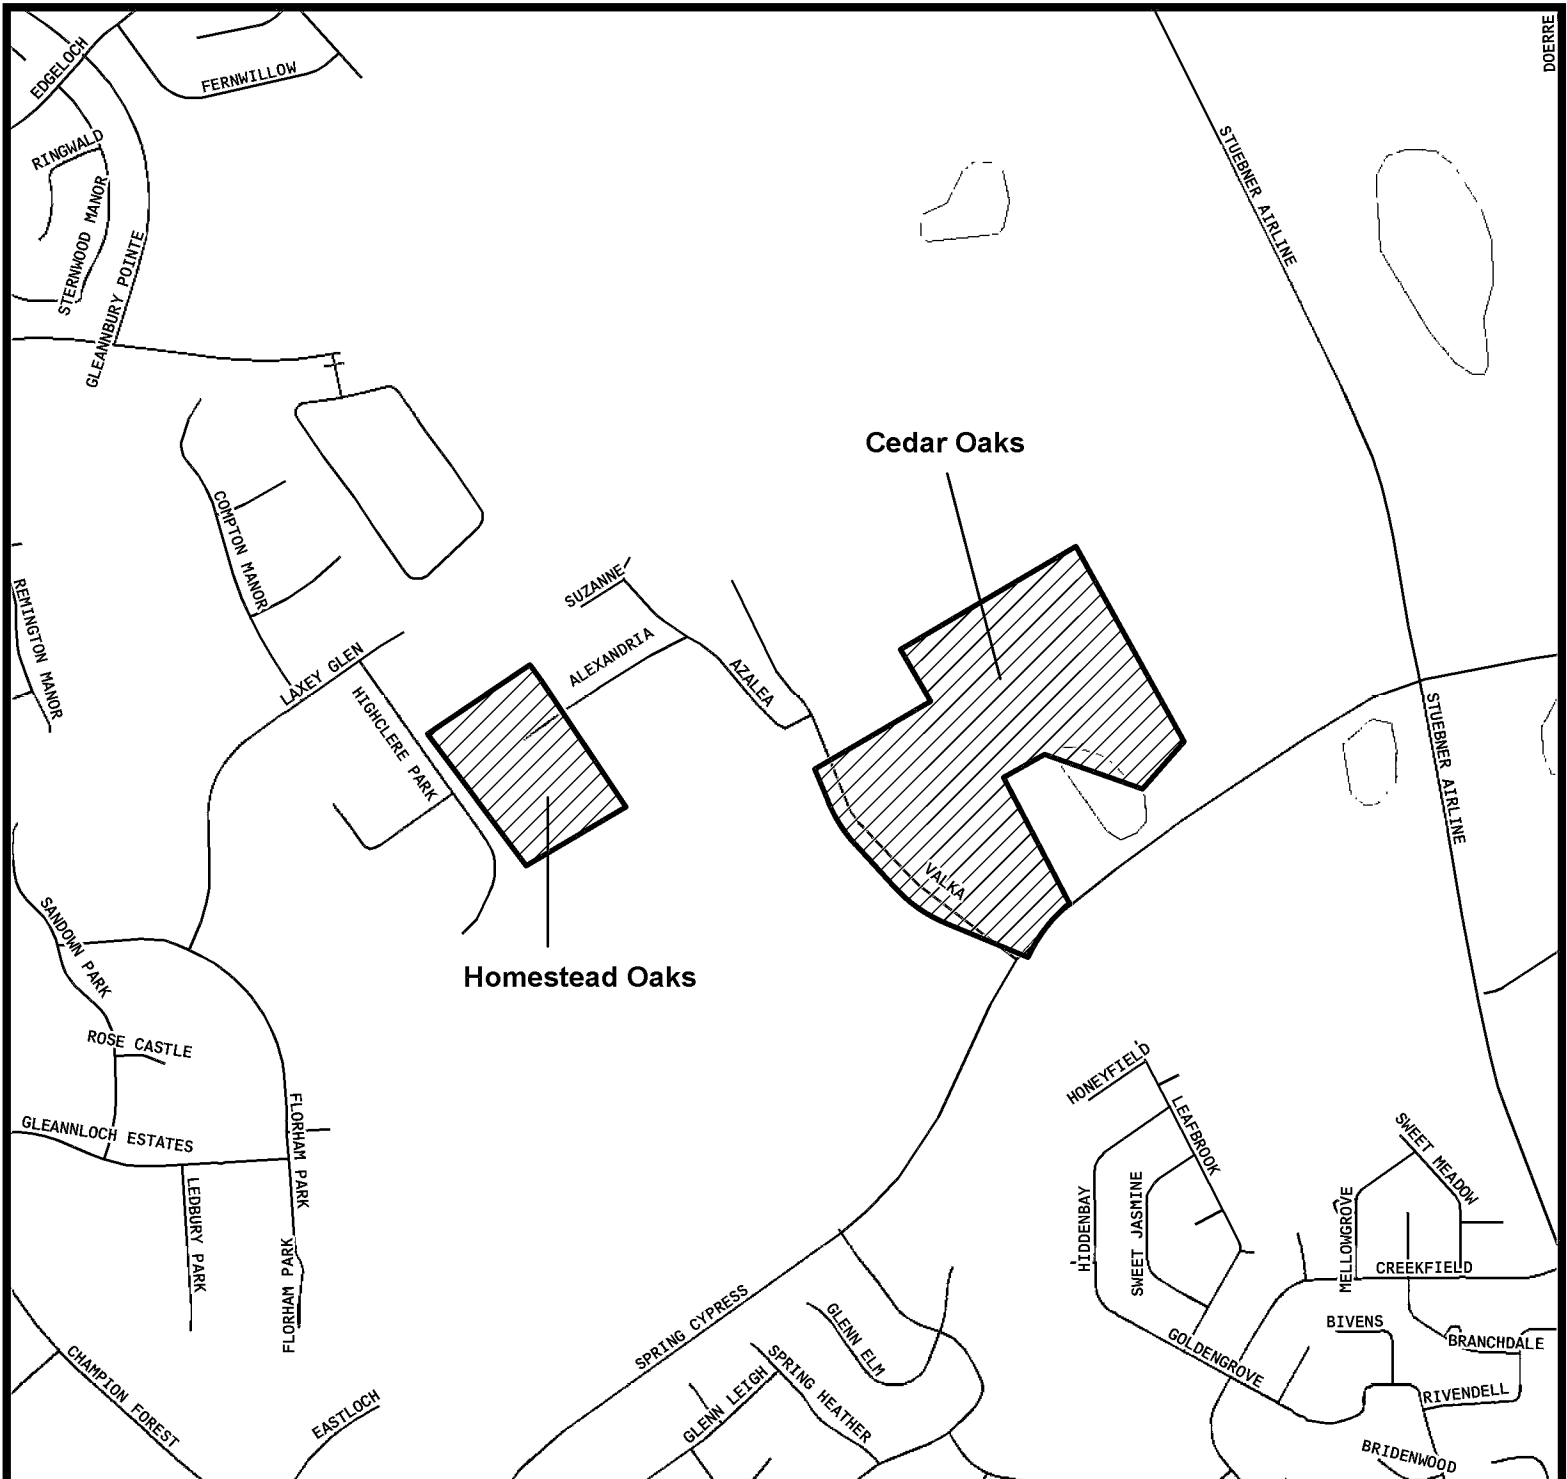 DOERRE
EDGELOCH
FERNWILLOW
RINGWALD
STERNWOOD MANOR
GLEANNBURY POINTE
STUEBNER AIRLINE
Cedar Oaks
COMPTON MANOR
REMINGTON MANOR
SUZANNE
ALEXANDRIA
AZALEA
LAXEY GLEN
HIGHCLERE PARK
STUEBNER AIRLINE
VALKA
SANDOWN PARK
Homestead Oaks
ROSE CASTLE
GLEANNLOCH ESTATES
FLORHAM PARK
LEDBURY PARK
FLORHAM PARK
HONEYFIELD
LEAFBROOK
HIDDENBAY
SWEET JASMINE
SWEET MEADOW
MELLOWGROVE
CREEKFIELD
BIVENS
BRANCHDALE
GOLDENGROVE
RIVENDELL
BRIDENWOOD
SPRING CYPRESS
GLENN ELM
SPRING HEATHER
GLENN LEIGH
CHAMPION FOREST
EASTLOCH